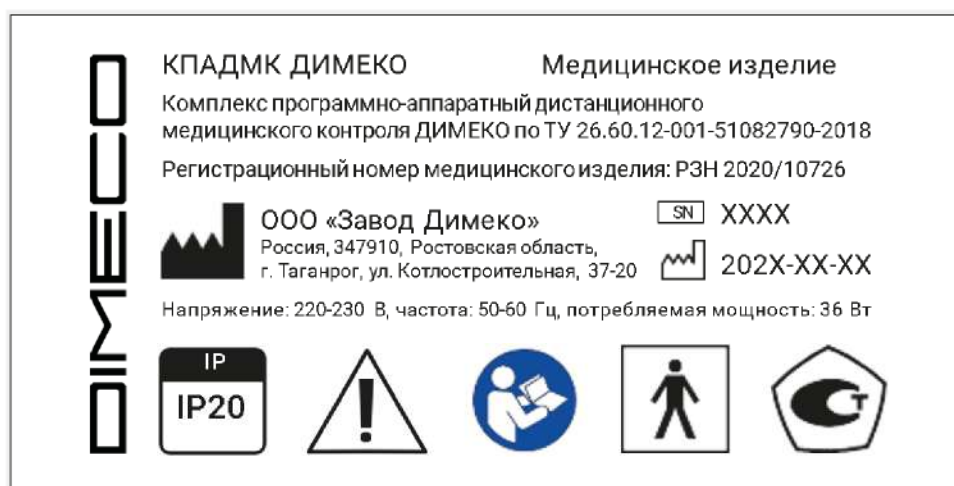 DIMECO
КПАДМК ДИМЕКО
Медицинское изделие
Комплекс программно-аппаратный дистанционного
медицинского контроля ДИМЕКО по ТУ 26.60.12-001-51082790-2018
Регистрационный номер медицинского изделия: РЗН 2020/10726
ООО «Завод Димеко»
Россия, 347910, Ростовская область,
г. Таганрог, ул. Котлостроительная, 37-20
SN XXXX
202X-XX-XX
Напряжение: 220-230 В, частота: 50-60 Гц, потребляемая мощность: 36 Вт
IP
IP20
Т